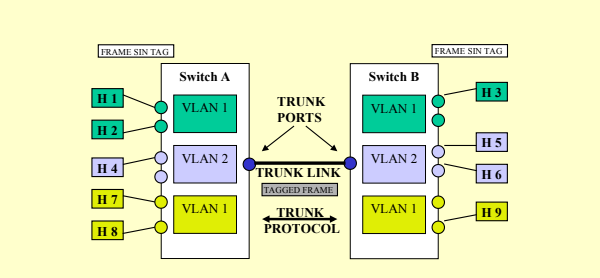 FRAME SIN TAG
FRAME SIN TAG
Switch A
Switch B
H 1
H 2
H 4
H 7
H 8
VLAN 1
VLAN 2
VLAN 1
TRUNK
PORTS
TRUNK LINK
TAGGED FRAME
TRUNK
PROTOCOL
VLAN 1
VLAN 2
VLAN 1
H 3
H 5
H 6
H 9